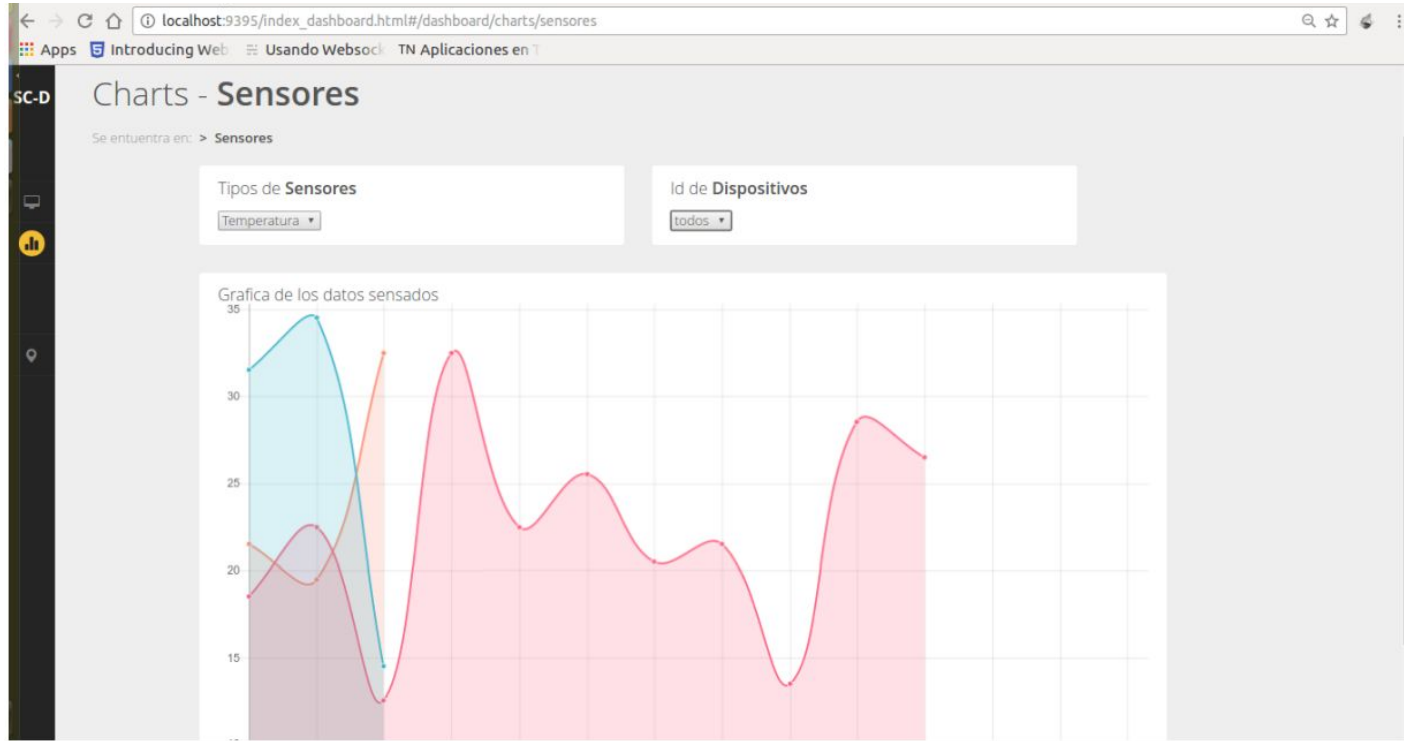 localhost:9395/index_dashboard.html#/dashboard/charts/sensores
Apps Introducing Web Usando Websock TN Aplicaciones en T
SC-D
Charts - Sensores
Se entuentra en: > Sensores
Tipos de Sensores
Temperatura
Id de Dispositivos
todos
Grafica de los datos sensados
35
30
25
20
15